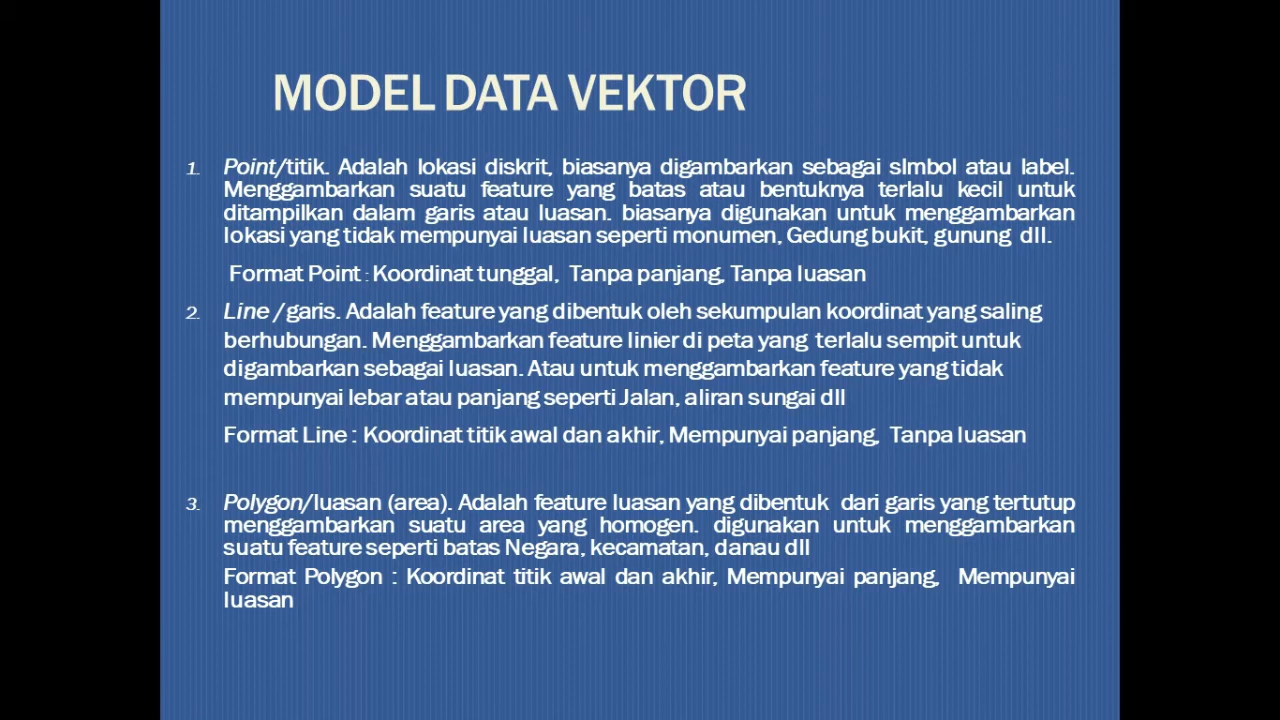 MODEL DATA VEKTOR
1. Point/titik. Adalah lokasi diskrit, biasanya digambarkan sebagai sImbol atau label.
Menggambarkan suatu feature yang batas atau bentuknya terlalu kecil untuk
ditampilkan dalam garis atau luasan. biasanya digunakan untuk menggambarkan
lokasi yang tidak mempunyai luasan seperti monumen, Gedung bukit, gunung dll.
Format Point : Koordinat tunggal, Tanpa panjang, Tanpa luasan
2. Line /garis. Adalah feature yang dibentuk oleh sekumpulan koordinat yang saling
berhubungan. Menggambarkan feature linier di peta yang terlalu sempit untuk
digambarkan sebagai luasan. Atau untuk menggambarkan feature yang tidak
mempunyai lebar atau panjang seperti Jalan, aliran sungai dll
Format Line : Koordinat titik awal dan akhir, Mempunyai panjang, Tanpa luasan
3. Polygon/luasan (area). Adalah feature luasan yang dibentuk dari garis yang tertutup
menggambarkan suatu area yang homogen. digunakan untuk menggambarkan
suatu feature seperti batas Negara, kecamatan, danau dll
Format Polygon : Koordinat titik awal dan akhir, Mempunyai panjang, Mempunyai
luasan